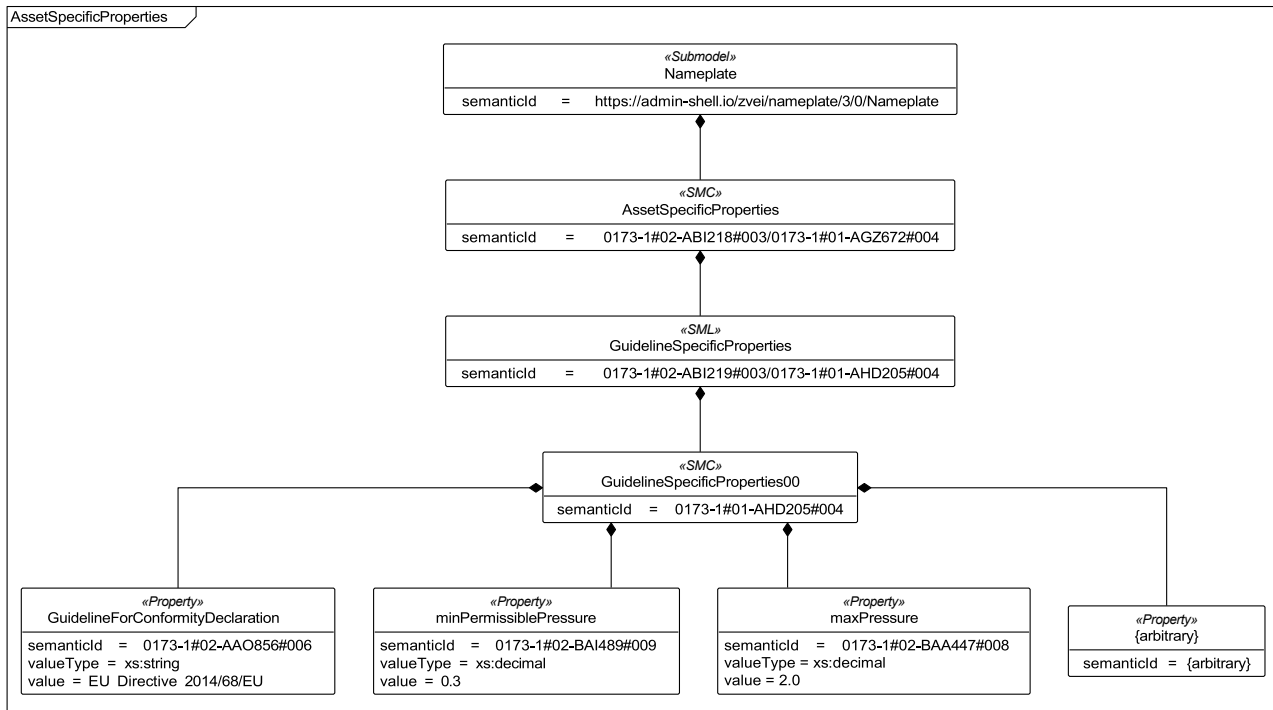 AssetSpecificProperties
«Submodel»
Nameplate
semanticId = https://admin-shell.io/zvei/nameplate/3/0/Nameplate
«SMC»
AssetSpecificProperties
semanticId = 0173-1#02-ABI218#003/0173-1#01-AGZ672#004
«SML»
GuidelineSpecificProperties
semanticId = 0173-1#02-ABI219#003/0173-1#01-AHD205#004
«SMC»
GuidelineSpecificProperties00
semanticId = 0173-1#01-AHD205#004
«Property»
GuidelineForConformityDeclaration
semanticId = 0173-1#02-AAO856#006
valueType = xs:string
value = EU Directive 2014/68/EU
«Property»
minPermissiblePressure
semanticId = 0173-1#02-BAI489#009
valueType = xs:decimal
value = 0.3
«Property»
maxPressure
semanticId = 0173-1#02-BAA447#008
valueType = xs:decimal
value = 2.0
«Property»
{arbitrary}
semanticId = {arbitrary}